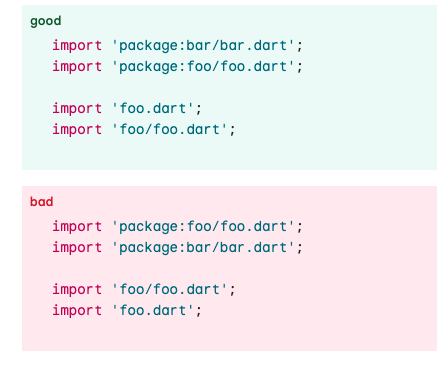 good
import 'package:bar/bar.dart';
import 'package:foo/foo.dart';
import 'foo.dart';
import 'foo/foo.dart';
bad
import 'package:foo/foo.dart';
import 'package:bar/bar.dart';
import 'foo/foo.dart';
import 'foo.dart';